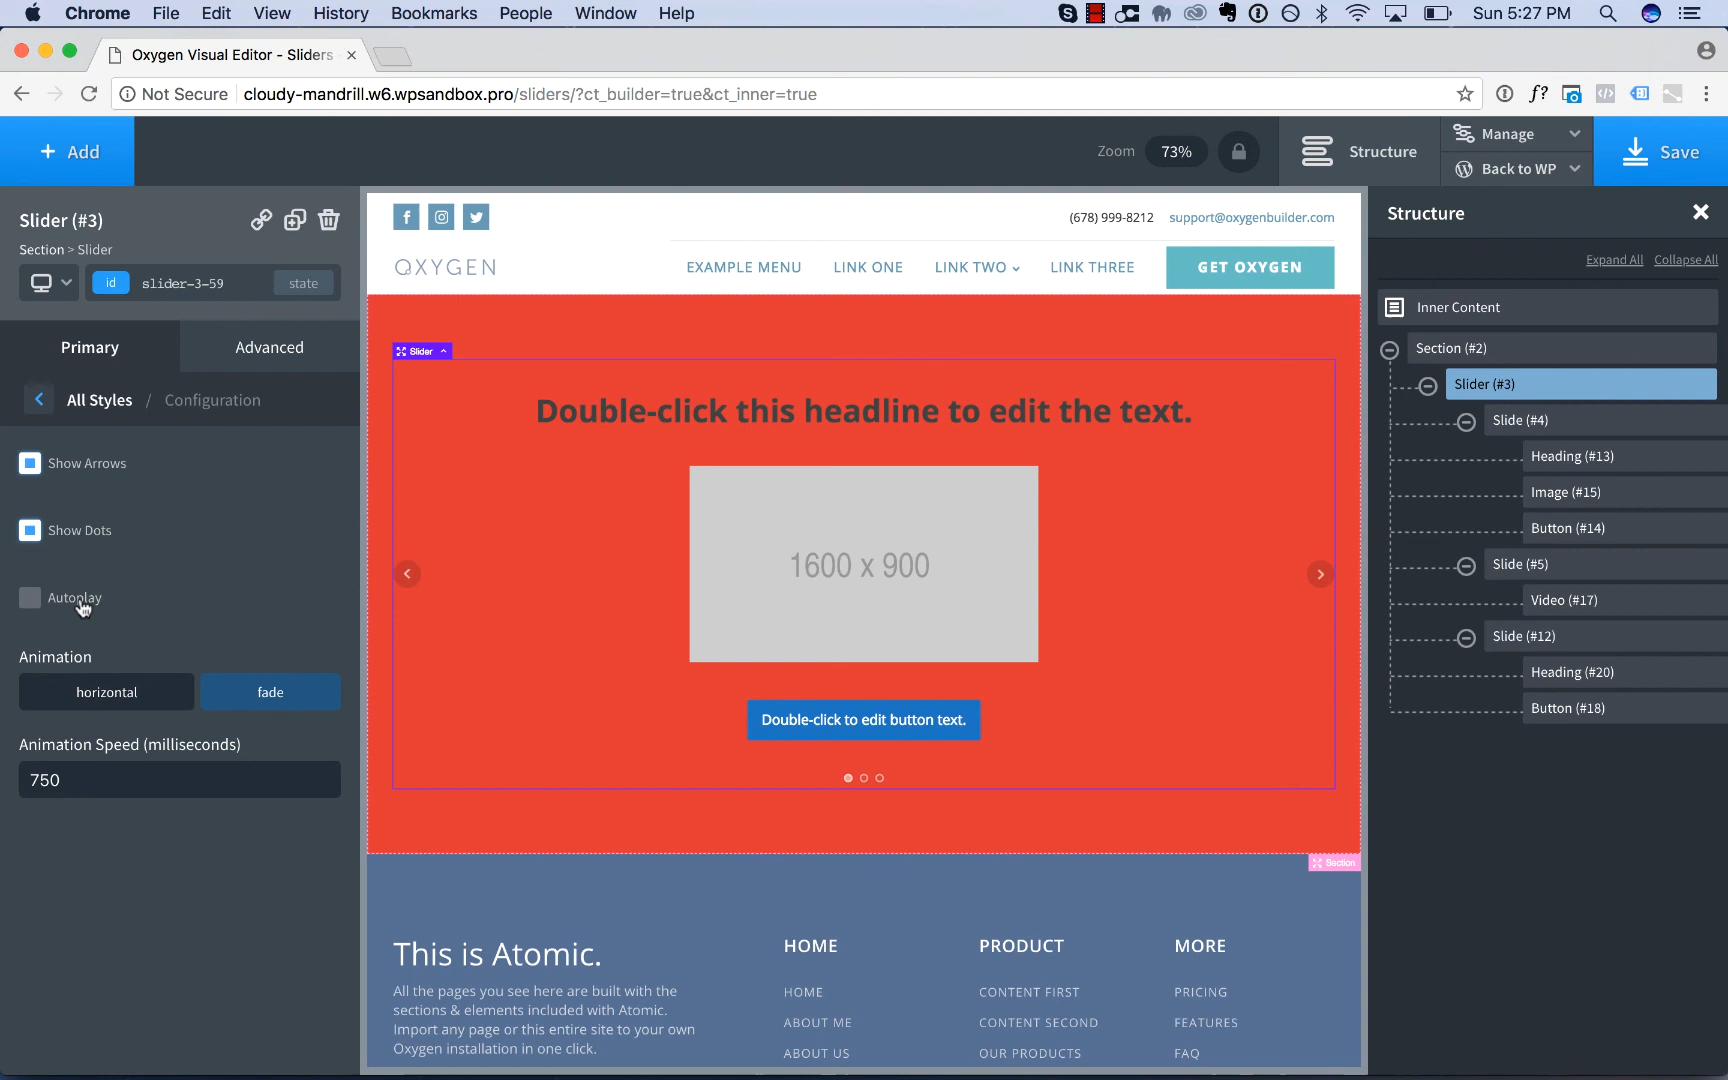 Chrome File Edit View History Bookmarks People Window Help Sun 5:27 PM
Oxygen Visual Editor - Sliders
Not Secure cloudy-mandrill.w6.wpsandbox.pro/sliders/?ct_builder=true&ct_inner=true
+ Add
Zoom 73%
Structure
Manage
Back to WP
Save
Slider (#3)
Section > Slider
id slider-3-59 state
Primary Advanced
All Styles / Configuration
Show Arrows
Show Dots
Autoplay
Animation
horizontal fade
Animation Speed (milliseconds)
750
(678) 999-8212 support@oxygenbuilder.com
OXYGEN EXAMPLE MENU LINK ONE LINK TWO LINK THREE GET OXYGEN
Slider
Double-click this headline to edit the text.
1600 x 900
Double-click to edit button text.
Section
This is Atomic.
All the pages you see here are built with the
sections & elements included with Atomic.
Import any page or this entire site to your own
Oxygen installation in one click.
HOME
HOME
ABOUT ME
ABOUT US
PRODUCT
CONTENT FIRST
CONTENT SECOND
OUR PRODUCTS
MORE
PRICING
FEATURES
FAQ
Structure
Expand All Collapse All
Inner Content
Section (#2)
Slider (#3)
Slide (#4)
Heading (#13)
Image (#15)
Button (#14)
Slide (#5)
Video (#17)
Slide (#12)
Heading (#20)
Button (#18)